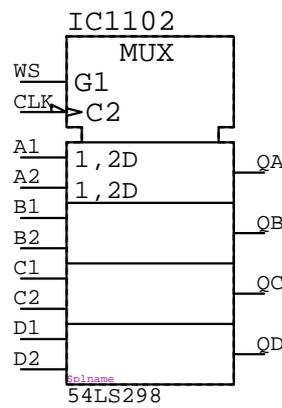 IC1102
MUX
WS
G1
CLK
C2
A1
1,2D
QA
A2
1,2D
B1
QB
B2
C1
QC
C2
D1
QD
D2
Splname
54LS298